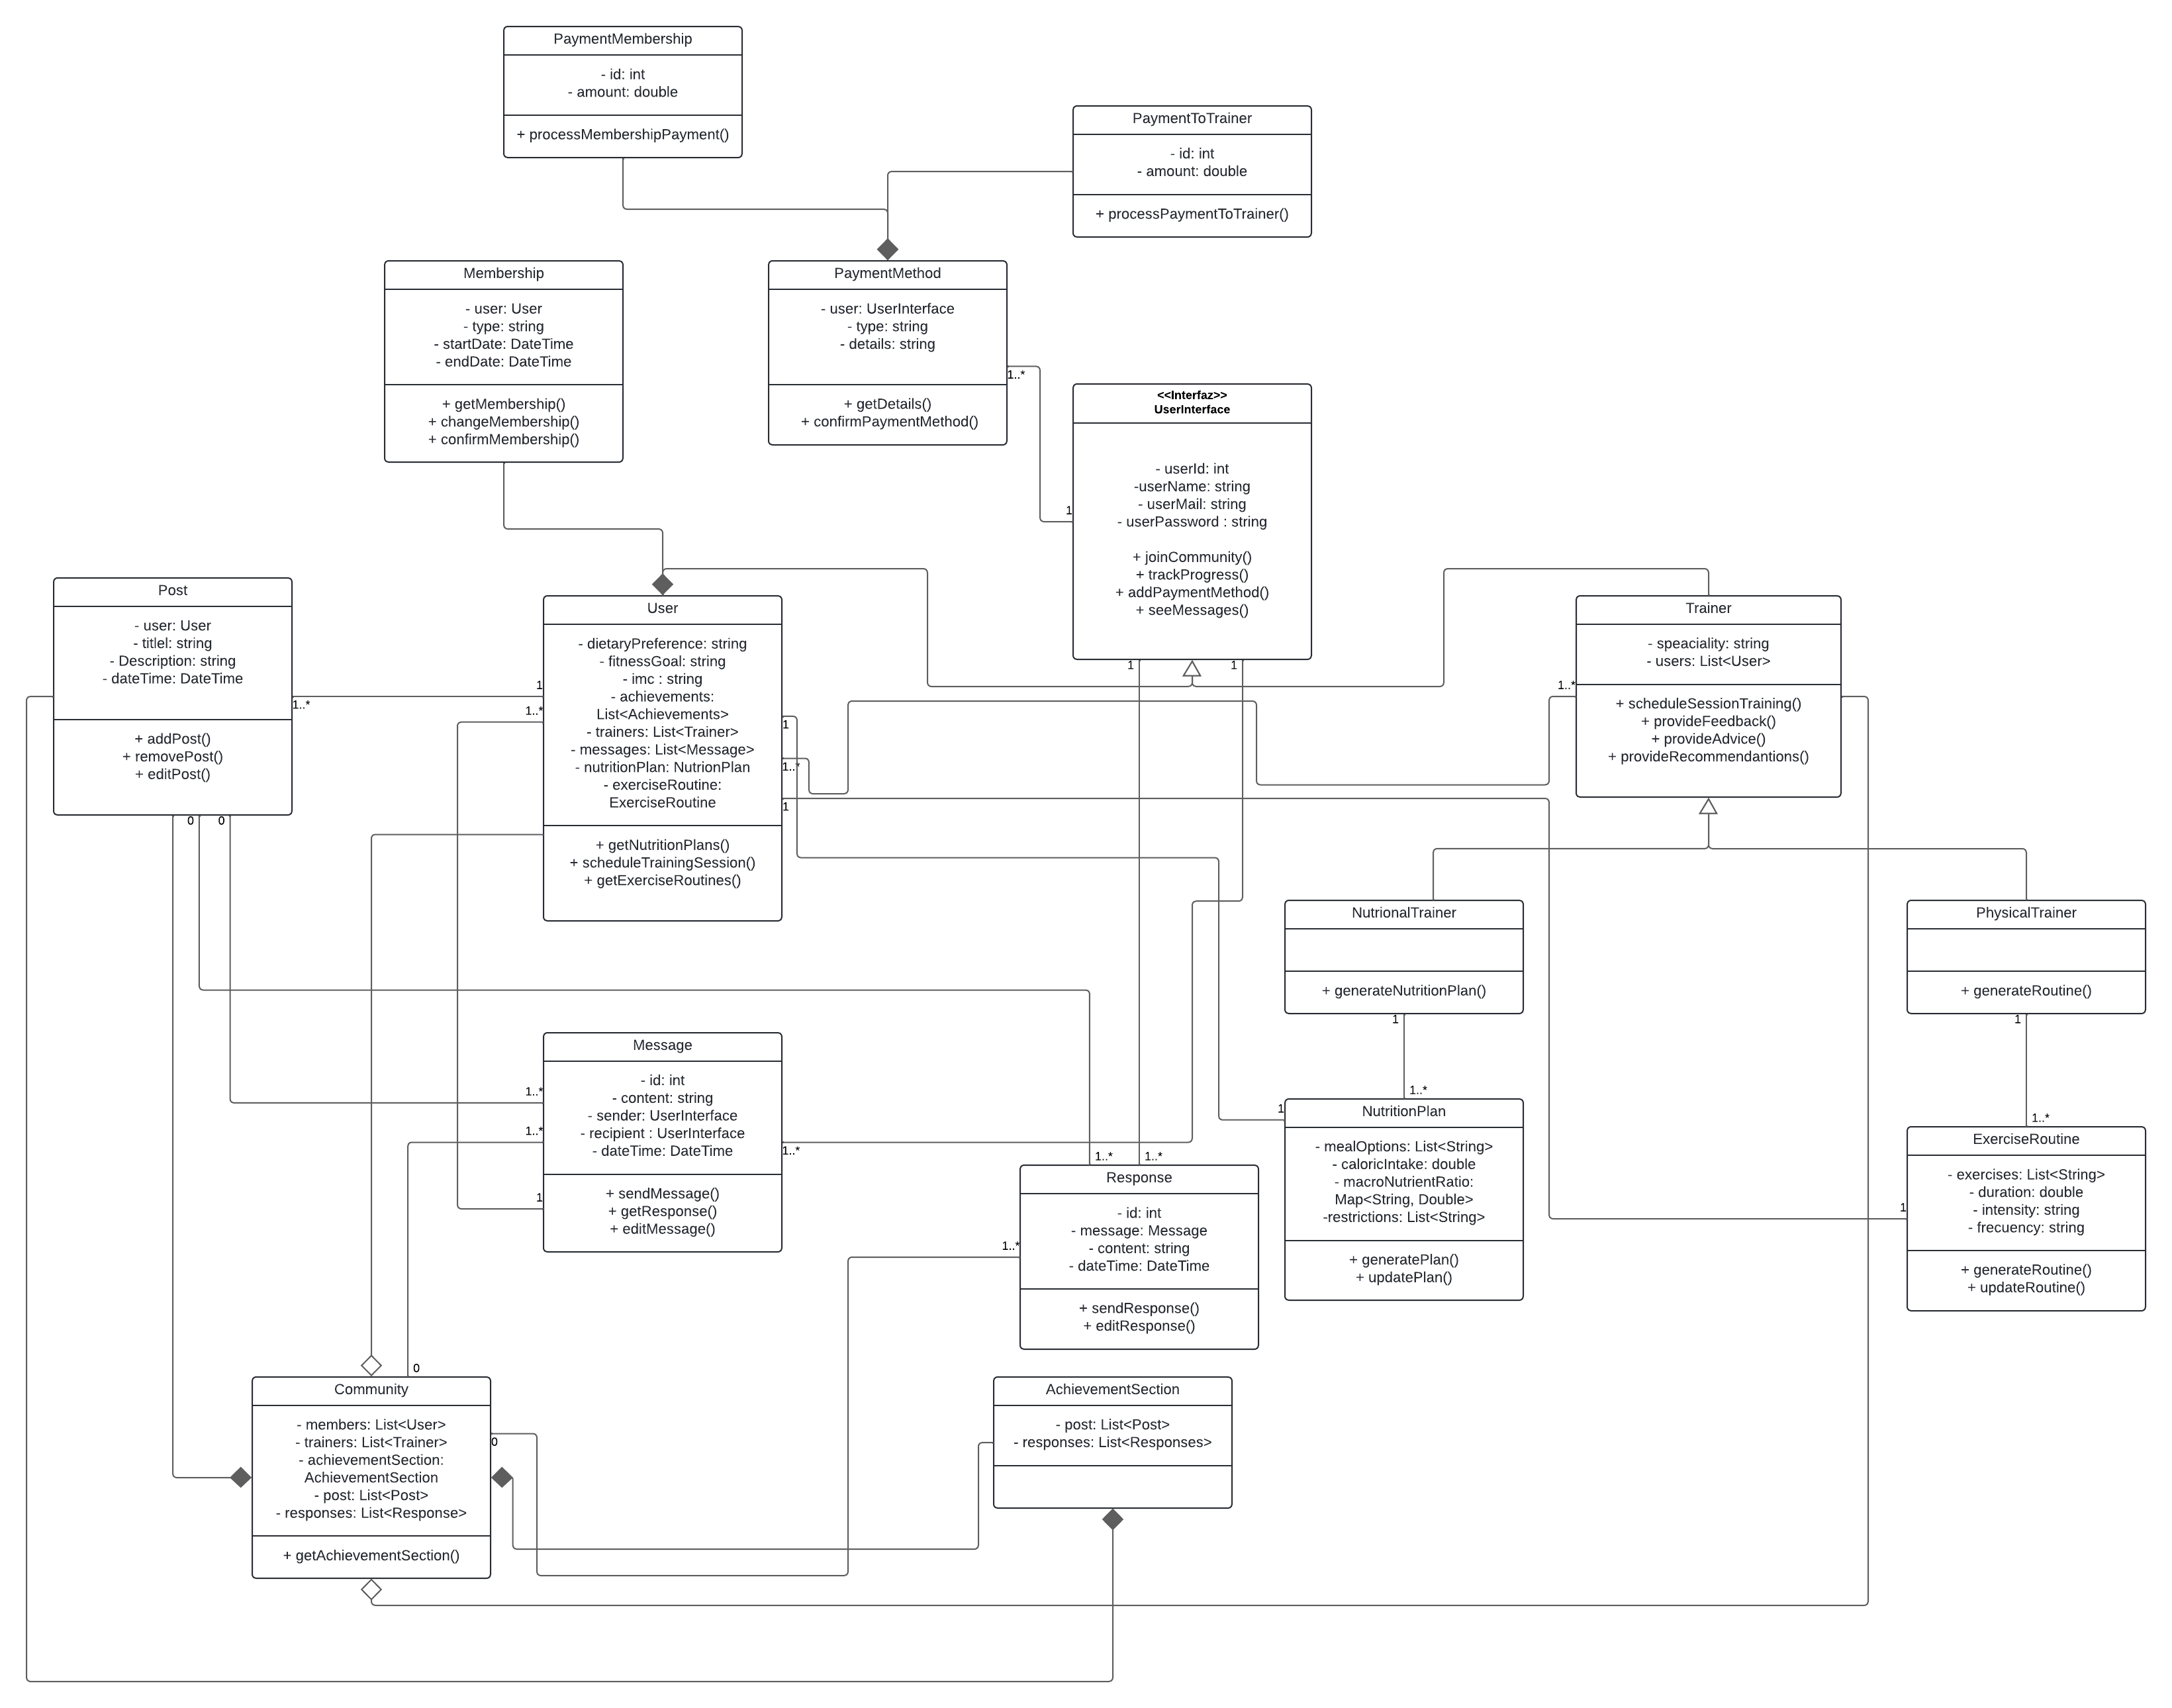 PaymentMembership
- id: int
- amount: double
+ processMembershipPayment()
PaymentToTrainer
- id: int
- amount: double
+ processPaymentToTrainer()
Membership
- user: User
- type: string
- startDate: DateTime
- endDate: DateTime
+ getMembership()
+ changeMembership()
+ confirmMembership()
PaymentMethod
- user: UserInterface
- type: string
- details: string
+ getDetails()
+ confirmPaymentMethod()
1..*
1
<<Interfaz>>
UserInterface
- userId: int
-userName: string
- userMail: string
- userPassword : string
+ joinCommunity()
+ trackProgress()
+ addPaymentMethod()
+ seeMessages()
1
1
Post
- user: User
- titlel: string
- Description: string
- dateTime: DateTime
+ addPost()
+ removePost()
+ editPost()
1..*
0
0
1
1..*
User
- dietaryPreference: string
- fitnessGoal: string
- imc : string
- achievements:
List<Achievements>
- trainers: List<Trainer>
- messages: List<Message>
- nutritionPlan: NutrionPlan
- exerciseRoutine:
ExerciseRoutine
+ getNutritionPlans()
+ scheduleTrainingSession()
+ getExerciseRoutines()
1
1..*
1
1..*
Trainer
- speaciality: string
- users: List<User>
+ scheduleSessionTraining()
+ provideFeedback()
+ provideAdvice()
+ provideRecommendantions()
NutrionalTrainer
+ generateNutritionPlan()
1
PhysicalTrainer
+ generateRoutine()
1
1..*
1..*
1
Message
- id: int
- content: string
- sender: UserInterface
- recipient : UserInterface
- dateTime: DateTime
+ sendMessage()
+ getResponse()
+ editMessage()
1..*
1..*
1..*
1..*
Response
- id: int
- message: Message
- content: string
- dateTime: DateTime
+ sendResponse()
+ editResponse()
1..*
1
NutritionPlan
- mealOptions: List<String>
- caloricIntake: double
- macroNutrientRatio:
Map<String, Double>
-restrictions: List<String>
+ generatePlan()
+ updatePlan()
1..*
1
ExerciseRoutine
- exercises: List<String>
- duration: double
- intensity: string
- frecuency: string
+ generateRoutine()
+ updateRoutine()
0
Community
- members: List<User>
- trainers: List<Trainer>
- achievementSection:
AchievementSection
- post: List<Post>
- responses: List<Response>
+ getAchievementSection()
0
AchievementSection
- post: List<Post>
- responses: List<Responses>